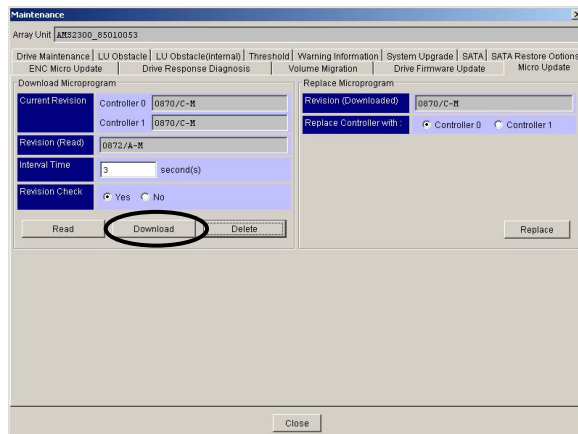 Maintenance
Array Unit AMS2300_85010053
Drive Maintenance LU Obstacle LU Obstacle(internal) Threshold Warning Information System Upgrade SATA SATA Restore Options
ENC Micro Update Drive Response Diagnosis Volume Migration Drive Firmware Update Micro Update
Download Microprogram
Current Revision Controller 0 0870/C-M
Controller 1 0870/C-M
Revision (Read) 0872/A-M
Interval Time 3 second(s)
Revision Check Yes No
Read Download Delete
Replace Microprogram
Revision (Downloaded) 0870/C-M
Replace Controller with : Controller 0 Controller 1
Replace
Close